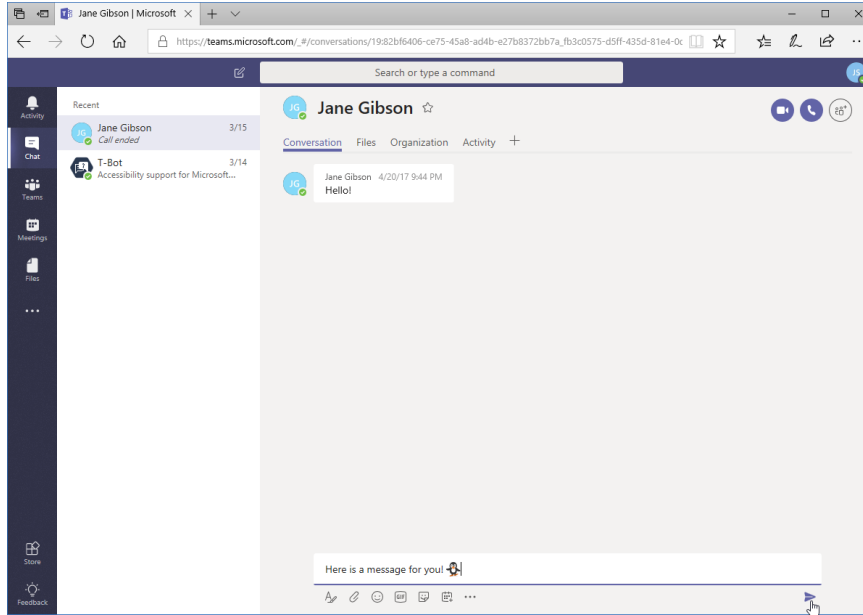 Jane Gibson | Microsoft
https://teams.microsoft.com/_#/conversations/19:82bf6406-ce75-45a8-ad4b-e27b8372bb7a_fb3c0575-d5ff-435d-81e4-0c
Search or type a command
JS
Activity
Chat
Teams
Meetings
Files
Store
Feedback
Recent
JG
Jane Gibson 3/15
Call ended
T-Bot 3/14
Accessibility support for Microsoft...
JG
Jane Gibson
Conversation Files Organization Activity
JG
Jane Gibson 4/20/17 9:44 PM
Hello!
Here is a message for you!
GIF